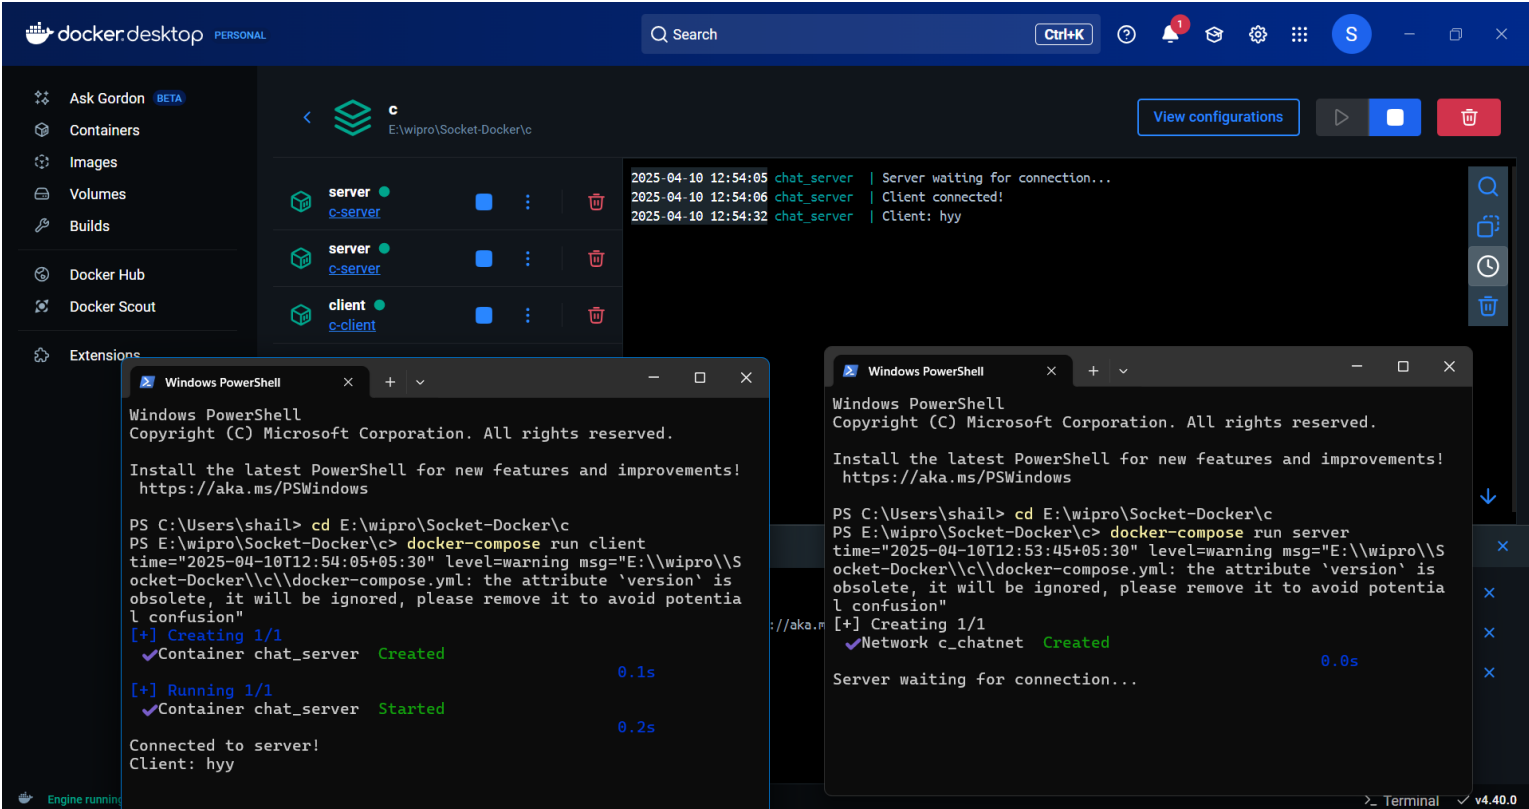 docker.desktop PERSONAL
Search
Ctrl+K
1
S
Ask Gordon BETA
Containers
Images
Volumes
Builds
Docker Hub
Docker Scout
Extensions
c
E:\wipro\Socket-Docker\c
View configurations
server
c-server
server
c-server
client
c-client
2025-04-10 12:54:05 chat_server | Server waiting for connection...
2025-04-10 12:54:06 chat_server | Client connected!
2025-04-10 12:54:32 chat_server | Client: hyy
Windows PowerShell
Windows PowerShell
Copyright (C) Microsoft Corporation. All rights reserved.
Install the latest PowerShell for new features and improvements!
https://aka.ms/PSWindows
PS C:\Users\shail> cd E:\wipro\Socket-Docker\c
PS E:\wipro\Socket-Docker\c> docker-compose run client
time="2025-04-10T12:54:05+05:30" level=warning msg="E:\\wipro\\S
ocket-Docker\\c\\docker-compose.yml: the attribute `version` is
obsolete, it will be ignored, please remove it to avoid potentia
l confusion"
[+] Creating 1/1
✔Container chat_server Created
0.1s
[+] Running 1/1
✔Container chat_server Started
0.2s
Connected to server!
Client: hyy
://aka.m
Windows PowerShell
Windows PowerShell
Copyright (C) Microsoft Corporation. All rights reserved.
Install the latest PowerShell for new features and improvements!
https://aka.ms/PSWindows
PS C:\Users\shail> cd E:\wipro\Socket-Docker\c
PS E:\wipro\Socket-Docker\c> docker-compose run server
time="2025-04-10T12:53:45+05:30" level=warning msg="E:\\wipro\\S
ocket-Docker\\c\\docker-compose.yml: the attribute `version` is
obsolete, it will be ignored, please remove it to avoid potentia
l confusion"
[+] Creating 1/1
✔Network c_chatnet Created
0.0s
Server waiting for connection...
Engine running
Terminal
v4.40.0